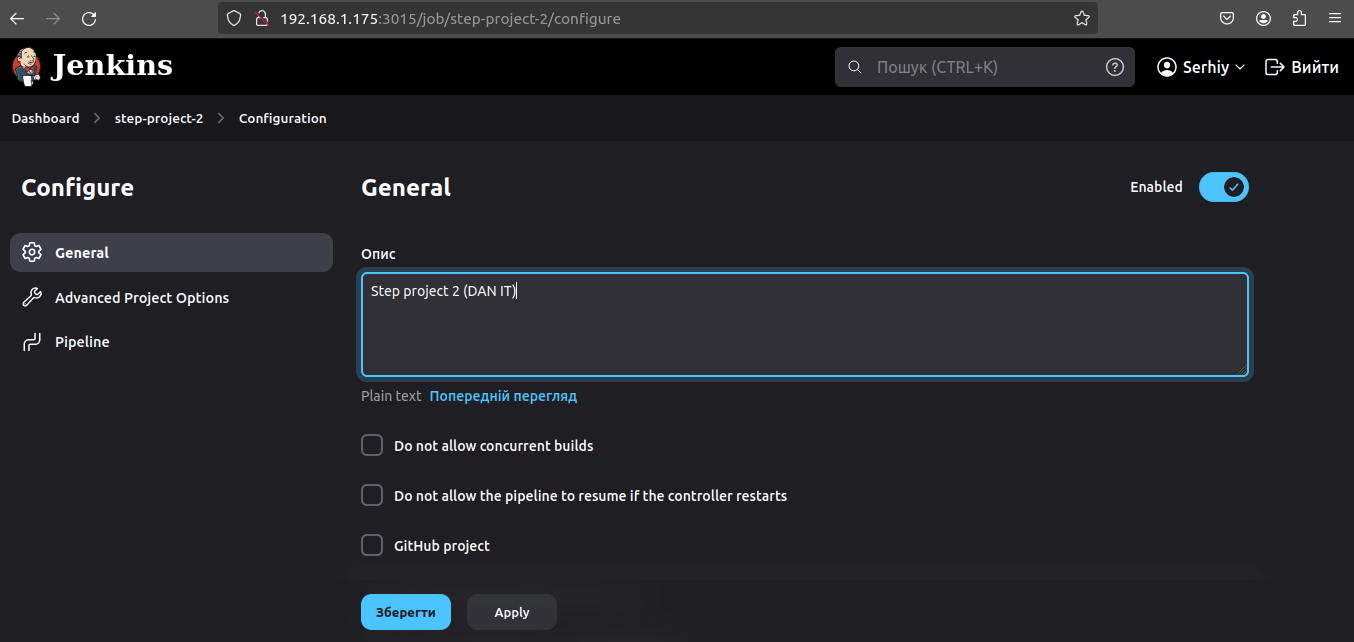 192.168.1.175:3015/job/step-project-2/configure
Jenkins
Пошук (CTRL+K)
Serhiy
Вийти
Dashboard
step-project-2
Configuration
Configure
General
Advanced Project Options
Pipeline
General
Enabled
Опис
Step project 2 (DAN IT)
Plain text Попередній перегляд
Do not allow concurrent builds
Do not allow the pipeline to resume if the controller restarts
GitHub project
Зберегти
Apply